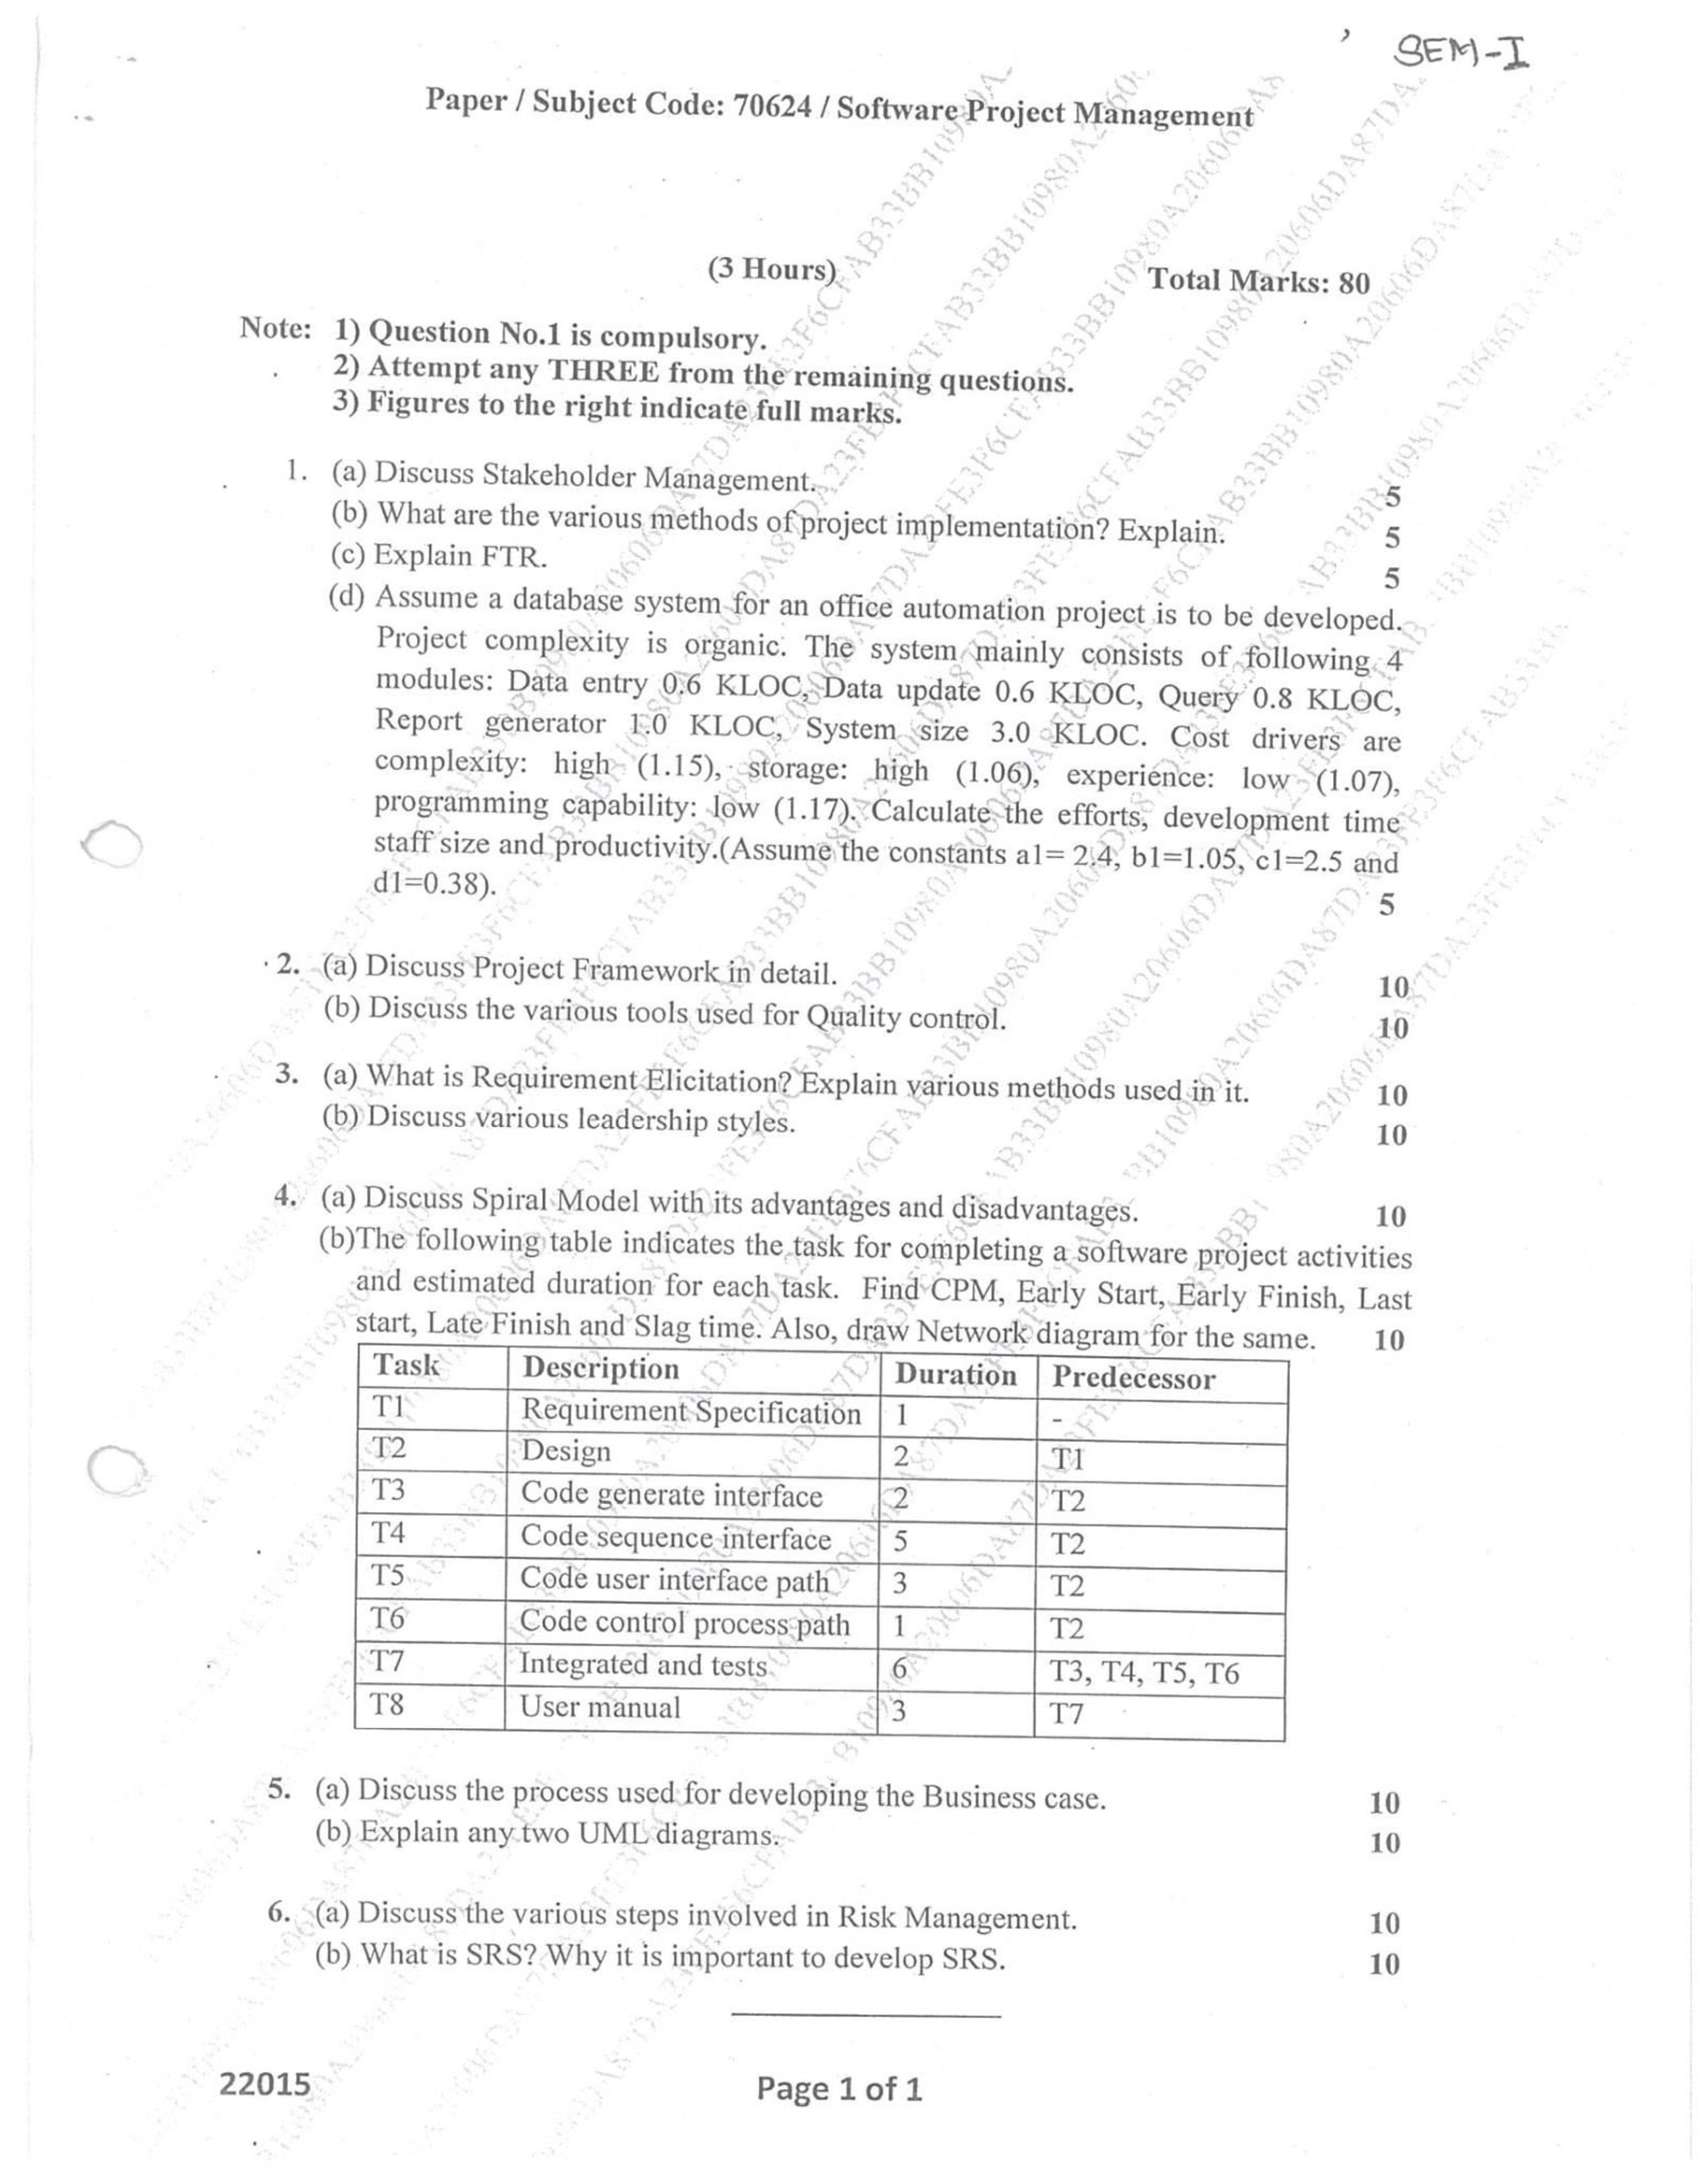 SEM-I
Paper / Subject Code: 70624 / Software Project Management
(3 Hours)
Total Marks: 80
Note: 1) Question No.1 is compulsory.
2) Attempt any THREE from the remaining questions.
3) Figures to the right indicate full marks.
1. (a) Discuss Stakeholder Management. 5
(b) What are the various methods of project implementation? Explain. 5
(c) Explain FTR. 5
(d) Assume a database system for an office automation project is to be developed.
Project complexity is organic. The system mainly consists of following 4
modules: Data entry 0.6 KLOC, Data update 0.6 KLOC, Query 0.8 KLOC,
Report generator 1.0 KLOC, System size 3.0 KLOC. Cost drivers are
complexity: high (1.15), storage: high (1.06), experience: low (1.07),
programming capability: low (1.17). Calculate the efforts, development time
staff size and productivity.(Assume the constants a1= 2.4, b1=1.05, c1=2.5 and
d1=0.38). 5
2. (a) Discuss Project Framework in detail. 10
(b) Discuss the various tools used for Quality control. 10
3. (a) What is Requirement Elicitation? Explain various methods used in it. 10
(b) Discuss various leadership styles. 10
4. (a) Discuss Spiral Model with its advantages and disadvantages. 10
(b)The following table indicates the task for completing a software project activities
and estimated duration for each task. Find CPM, Early Start, Early Finish, Last
start, Late Finish and Slag time. Also, draw Network diagram for the same. 10
Task Description Duration Predecessor
T1 Requirement Specification 1 -
T2 Design 2 T1
T3 Code generate interface 2 T2
T4 Code sequence interface 5 T2
T5 Code user interface path 3 T2
T6 Code control process path 1 T2
T7 Integrated and tests 6 T3, T4, T5, T6
T8 User manual 3 T7
5. (a) Discuss the process used for developing the Business case. 10
(b) Explain any two UML diagrams. 10
6. (a) Discuss the various steps involved in Risk Management. 10
(b) What is SRS? Why it is important to develop SRS. 10
22015
Page 1 of 1